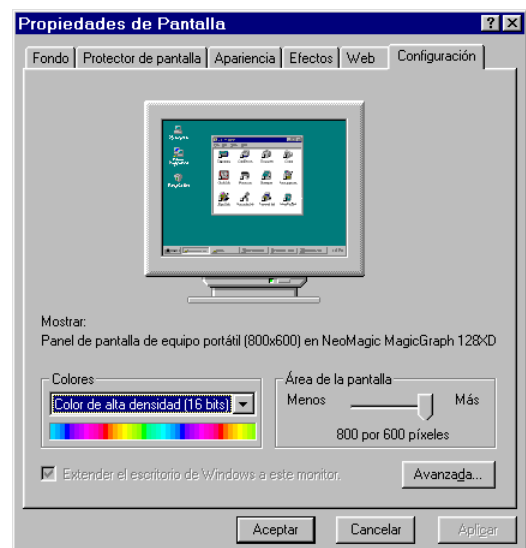 Propiedades de Pantalla
Fondo Protector de pantalla Apariencia Efectos Web Configuración
Mostrar:
Panel de pantalla de equipo portátil (800x600) en NeoMagic MagicGraph 128XD
Colores
Color de alta densidad (16 bits)
Área de la pantalla
Menos Más
800 por 600 píxeles
Extender el escritorio de Windows a este monitor.
Avanzada...
Aceptar Cancelar Aplicar